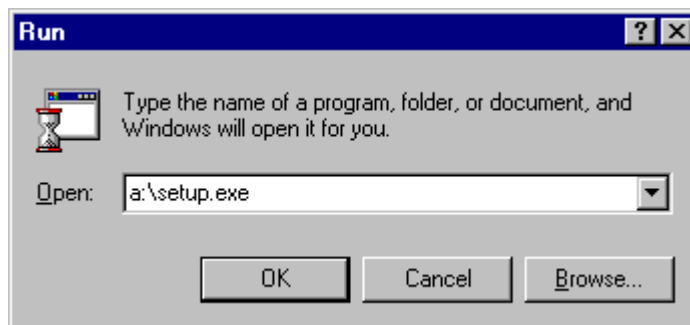 Run
Type the name of a program, folder, or document, and
Windows will open it for you.
Open: a:\setup.exe
OK Cancel Browse...